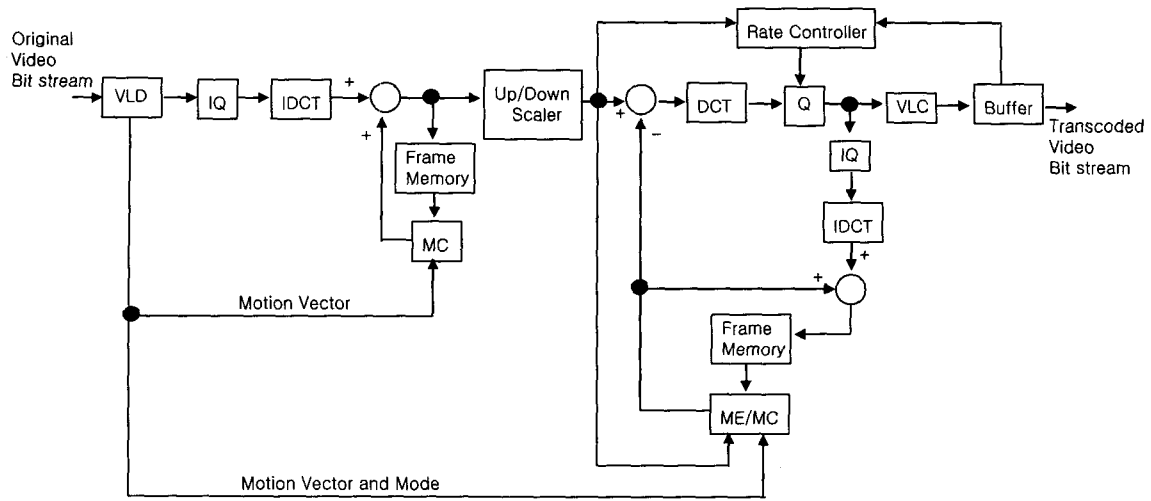 Original
Video
Bit stream
VLD
IQ
IDCT
+
+
Frame
Memory
MC
Motion Vector
Up/Down
Scaler
Rate Controller
+
−
DCT
Q
VLC
Buffer
Transcoded
Video
Bit stream
IQ
IDCT
+
+
Frame
Memory
ME/MC
Motion Vector and Mode